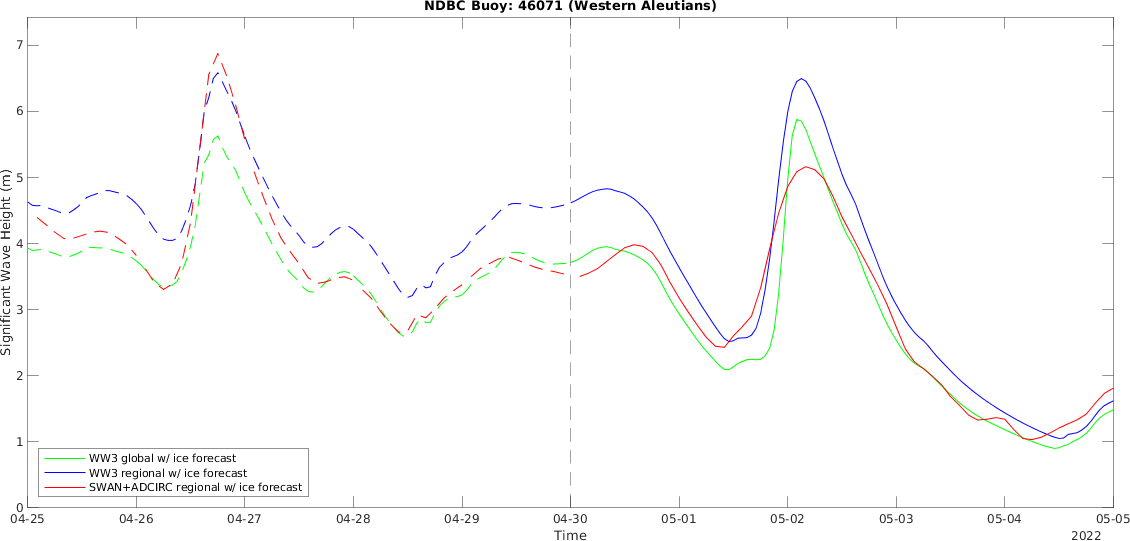 NDBC Buoy: 46071 (Western Aleutians)
Significant Wave Height (m)
7
6
5
4
3
2
1
0
WW3 global w/ ice forecast
WW3 regional w/ ice forecast
SWAN+ADCIRC regional w/ ice forecast
04-25 04-26 04-27 04-28 04-29 04-30 05-01 05-02 05-03 05-04 05-05
Time
2022